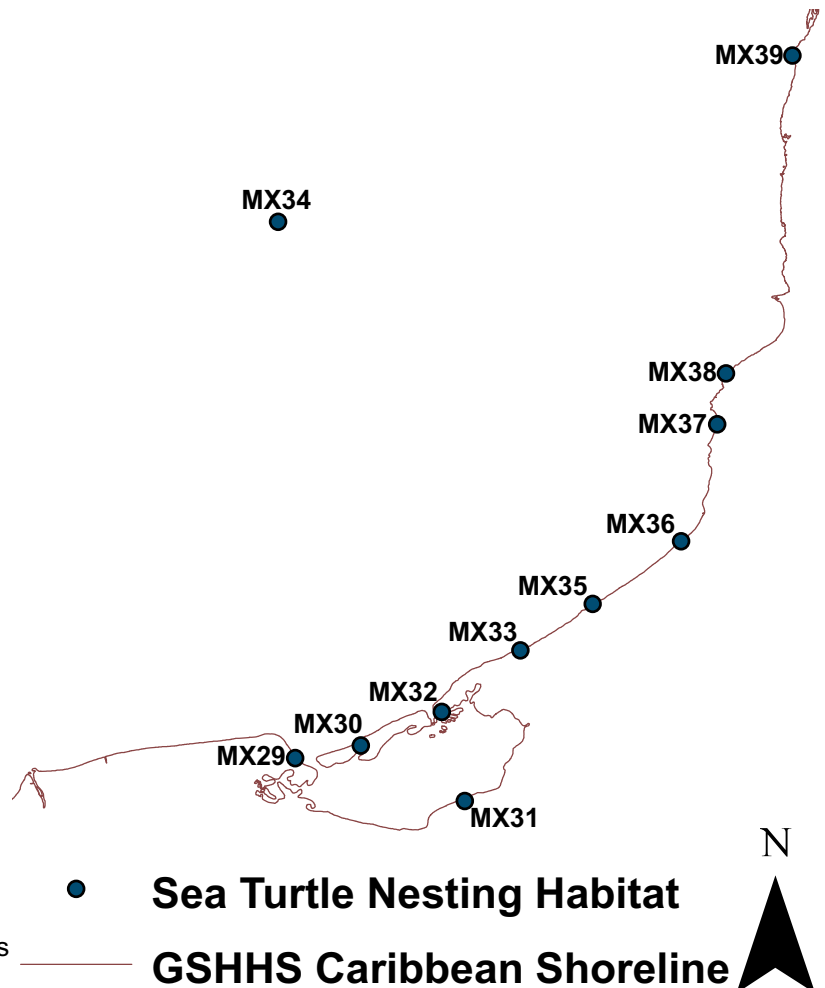 MX39
MX34
MX38
MX37
MX36
MX35
MX33
MX32
MX30
MX29
MX31
N
Sea Turtle Nesting Habitat
s
GSHHS Caribbean Shoreline